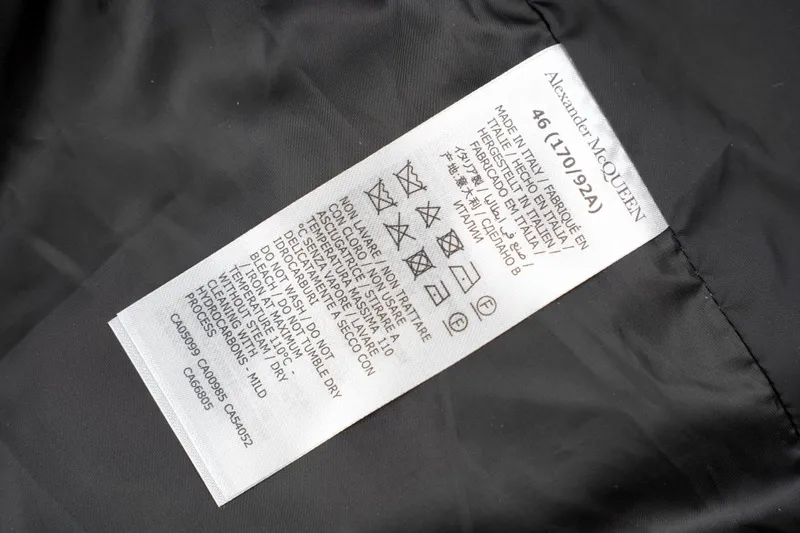 Alexander McQUEEN
46 (170/92A)
MADE IN ITALY / FABRIQUÉ EN
ITALIE / HECHO EN ITALIA /
HERGESTELLT IN ITALIEN /
FABRICADO EM ITALIA /
イタリア製 / صنع في إيطاليا /
产地:意大利 / СДЕЛАНО В
ИТАЛИИ
NON LAVARE / NON TRATTARE
CON CLORO / NON USARE
ASCIUGATRICE / STIRARE A
TEMPERATURA MASSIMA 110
°C SENZA VAPORE / LAVARE
DELICATAMENTE A SECCO CON
IDROCARBURI
DO NOT WASH / DO NOT
BLEACH / DO NOT TUMBLE DRY
/ IRON AT MAXIMUM
TEMPERATURE 110°C -
WITHOUT STEAM / DRY
CLEANING WITH
HYDROCARBONS - MILD
PROCESS
CA05099 CA00985 CA54052
CA66805